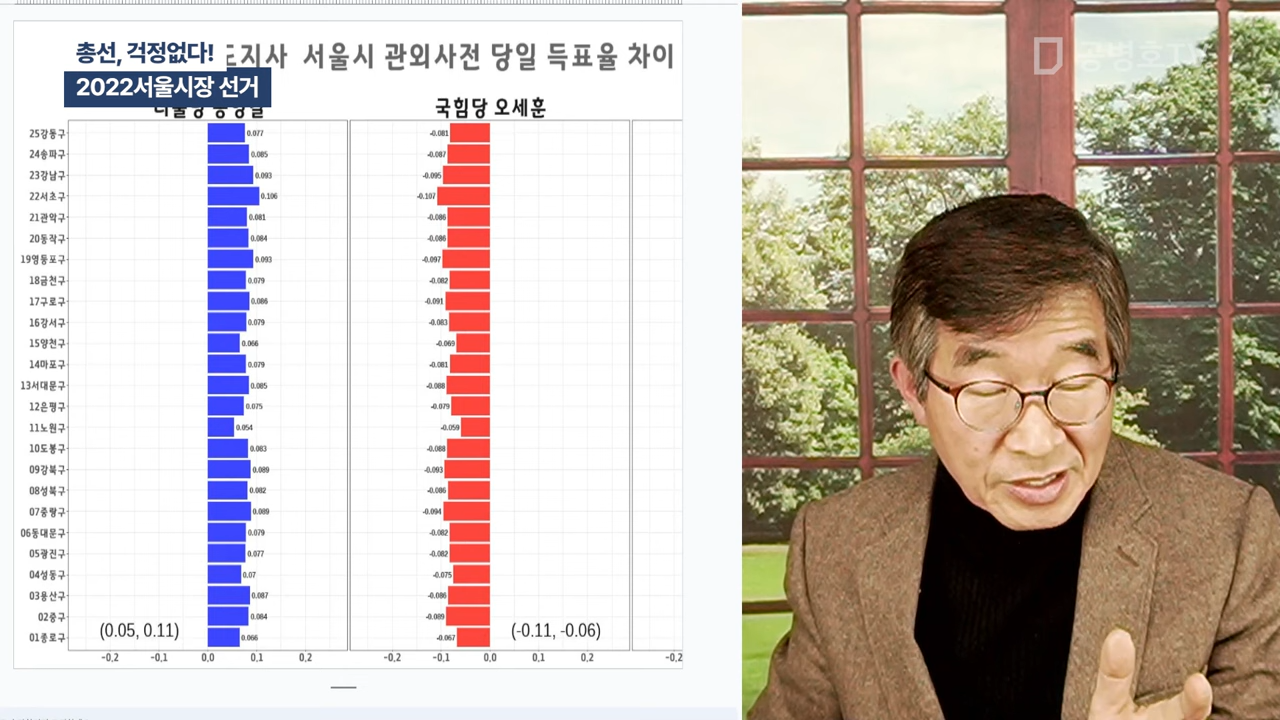 총선, 걱정없다!
2022서울시장 선거
도지사 서울시 관외사전 당일 득표율 차이
국힘당 오세훈
공병호TV
25강동구 0.077 -0.081
24송파구 0.085 -0.087
23강남구 0.093 -0.095
22서초구 0.106 -0.107
21관악구 0.081 -0.086
20동작구 0.084 -0.086
19영등포구 0.093 -0.097
18금천구 0.079 -0.082
17구로구 0.086 -0.091
16강서구 0.079 -0.083
15양천구 0.066 -0.069
14마포구 0.079 -0.081
13서대문구 0.085 -0.088
12은평구 0.075 -0.079
11노원구 0.054 -0.059
10도봉구 0.083 -0.088
09강북구 0.089 -0.093
08성북구 0.082 -0.086
07중랑구 0.089 -0.094
06동대문구 0.079 -0.082
05광진구 0.077 -0.082
04성동구 0.07 -0.075
03용산구 0.087 -0.086
02중구 0.084 -0.089
01종로구 0.066 -0.067
(0.05, 0.11) (-0.11, -0.06)
-0,2 -0,1 0,0 0,1 0,2 -0,2 -0,1 0,0 0,1 0,2 -0,2